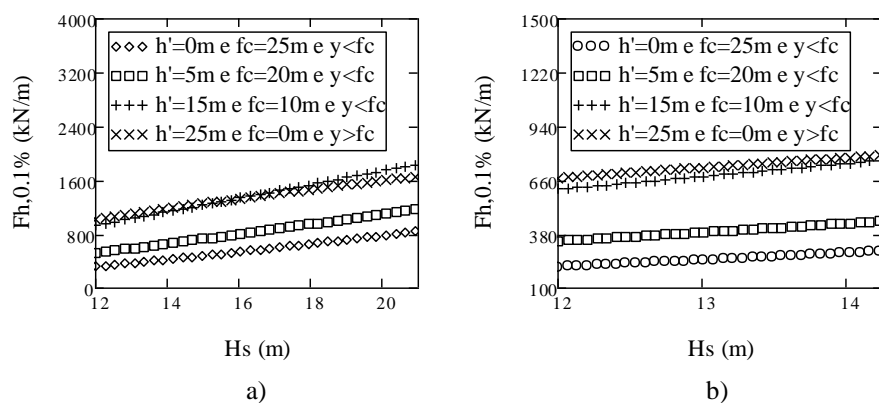 4000
3200
2400
1600
800
0
Fh,0.1% (kN/m)
h'=0m e fc=25m e y<fc
h'=5m e fc=20m e y<fc
h'=15m e fc=10m e y<fc
h'=25m e fc=0m e y>fc
12 14 16 18 20
Hs (m)
a)
1500
1220
940
660
380
100
Fh,0.1% (kN/m)
h'=0m e fc=25m e y<fc
h'=5m e fc=20m e y<fc
h'=15m e fc=10m e y<fc
h'=25m e fc=0m e y>fc
12 13 14
Hs (m)
b)